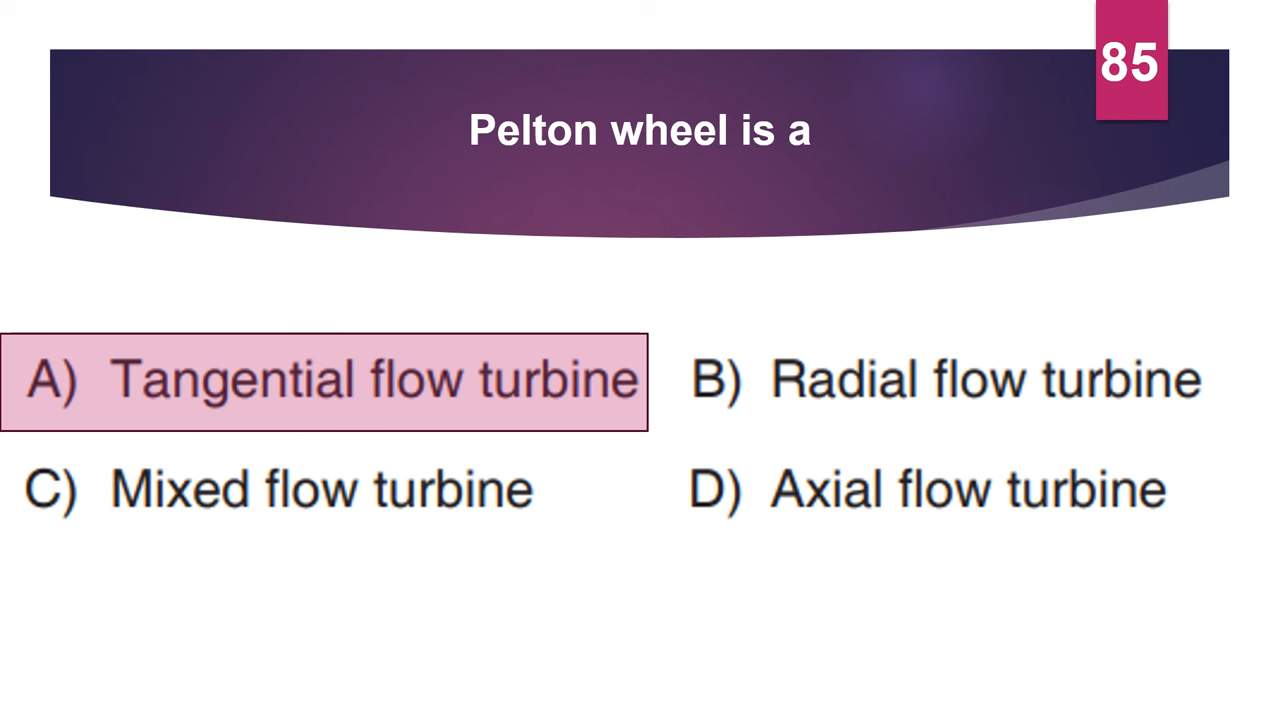 85
Pelton wheel is a
A) Tangential flow turbine
B) Radial flow turbine
C) Mixed flow turbine
D) Axial flow turbine